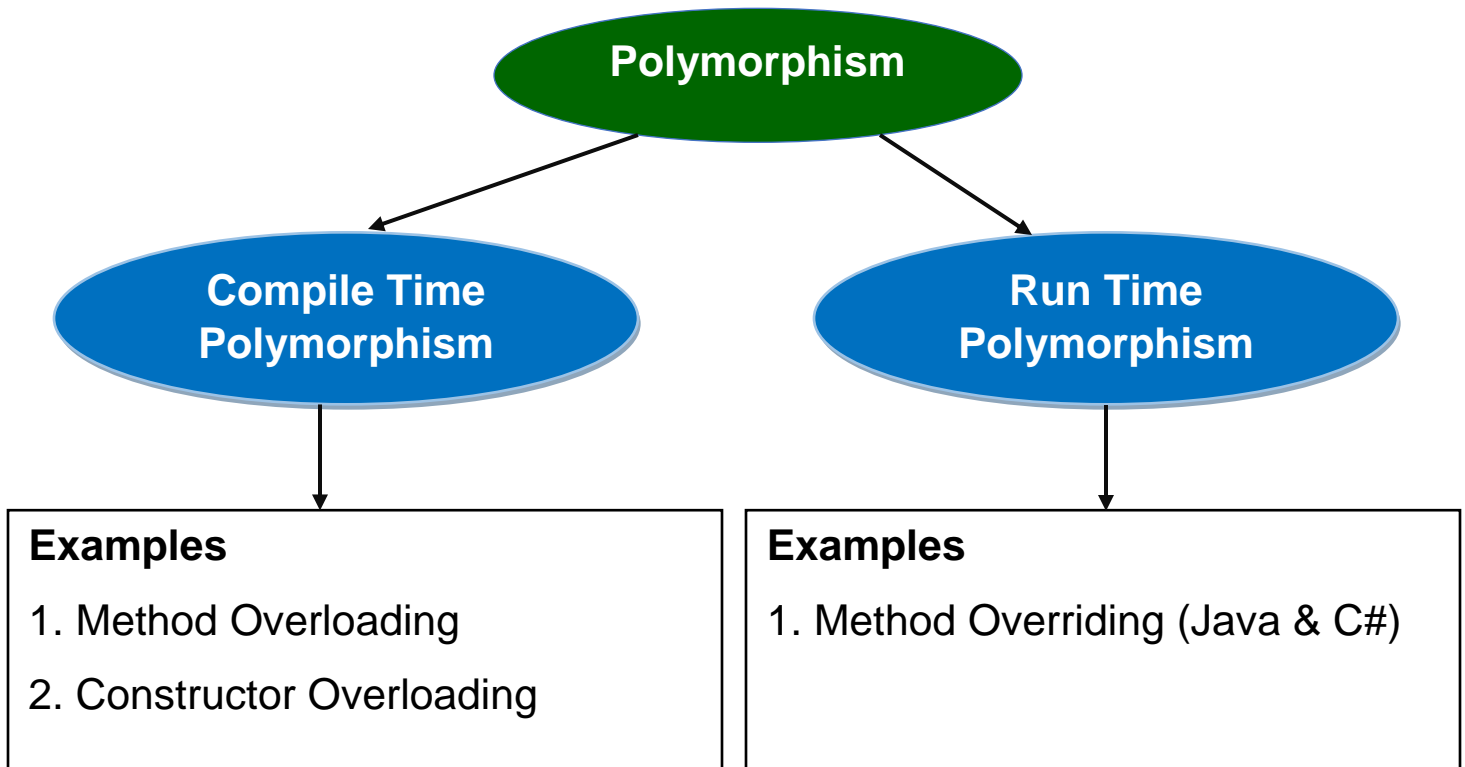 Polymorphism
Compile Time
Polymorphism
Run Time
Polymorphism
Examples
1. Method Overloading
2. Constructor Overloading
Examples
1. Method Overriding (Java & C#)